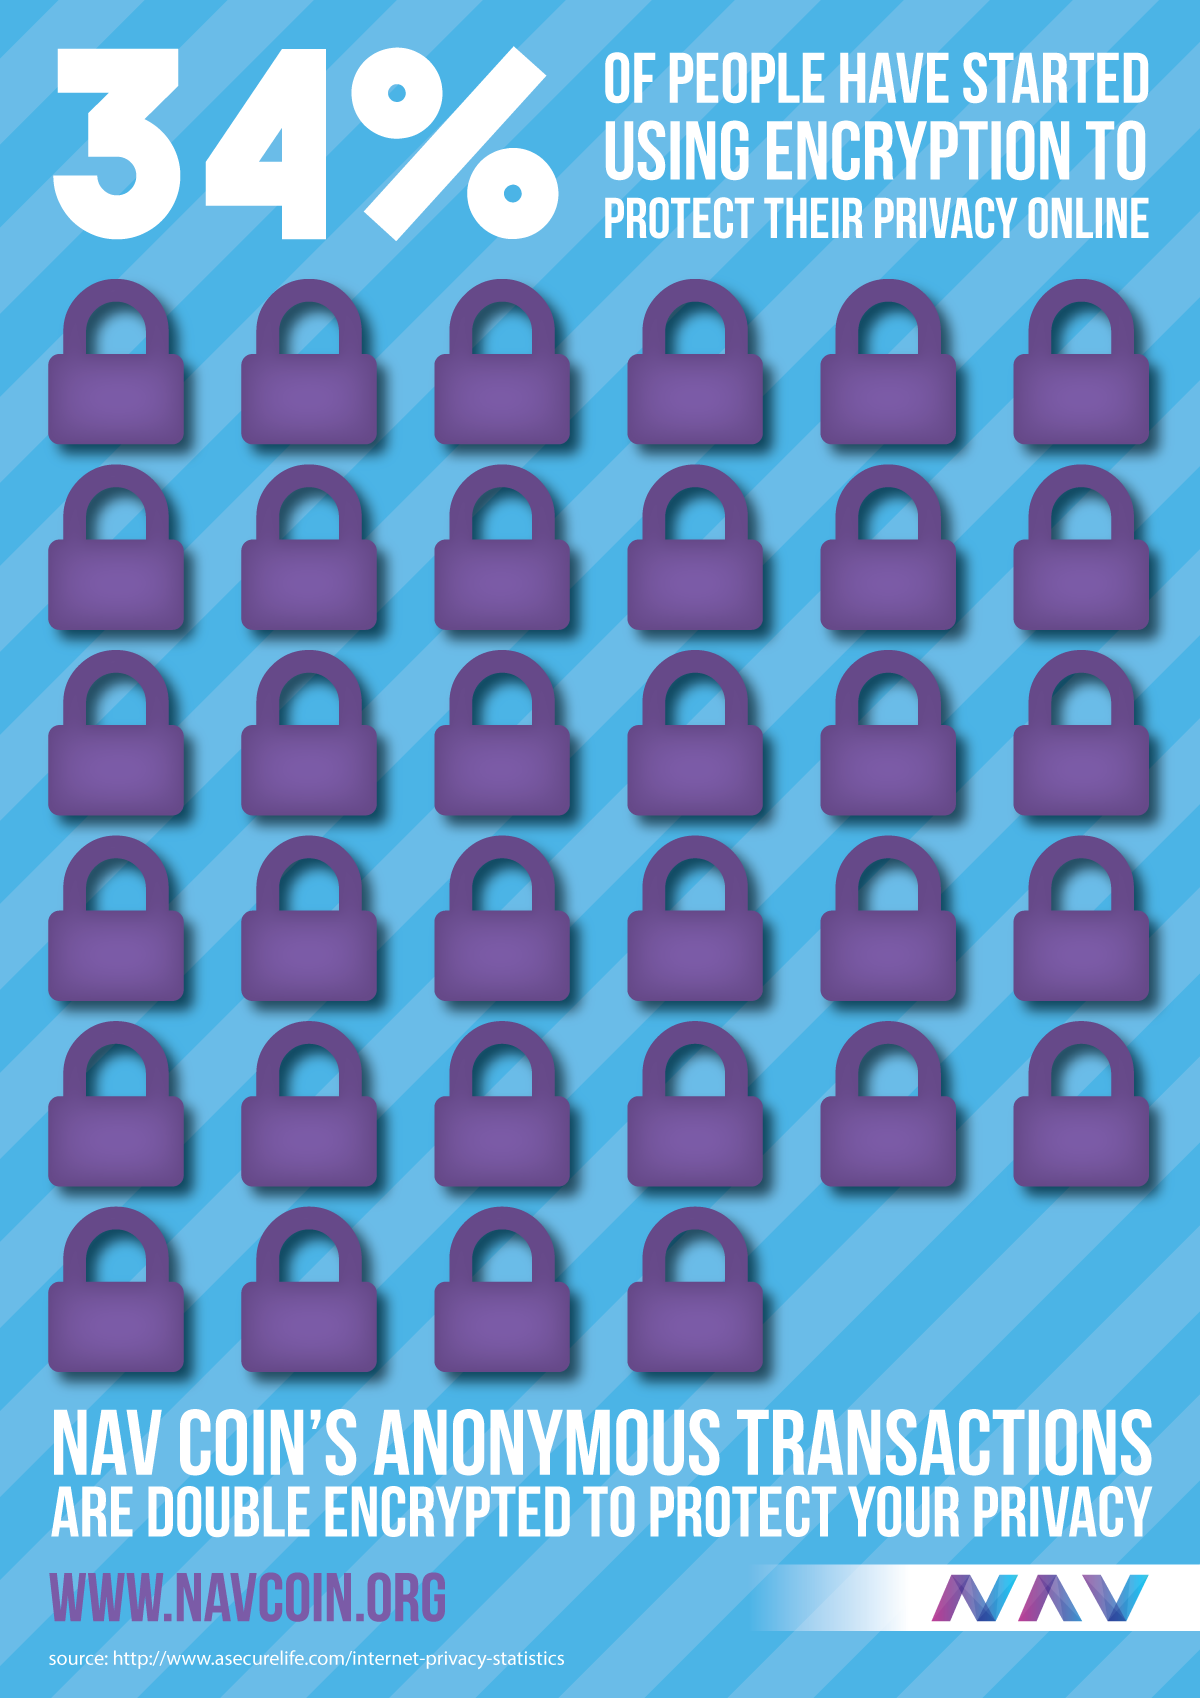 34%
OF PEOPLE HAVE STARTED
USING ENCRYPTION TO
PROTECT THEIR PRIVACY ONLINE
NAV COIN'S ANONYMOUS TRANSACTIONS
ARE DOUBLE ENCRYPTED TO PROTECT YOUR PRIVACY
WWW.NAVCOIN.ORG
NAV
source: http://www.asecurelife.com/internet-privacy-statistics